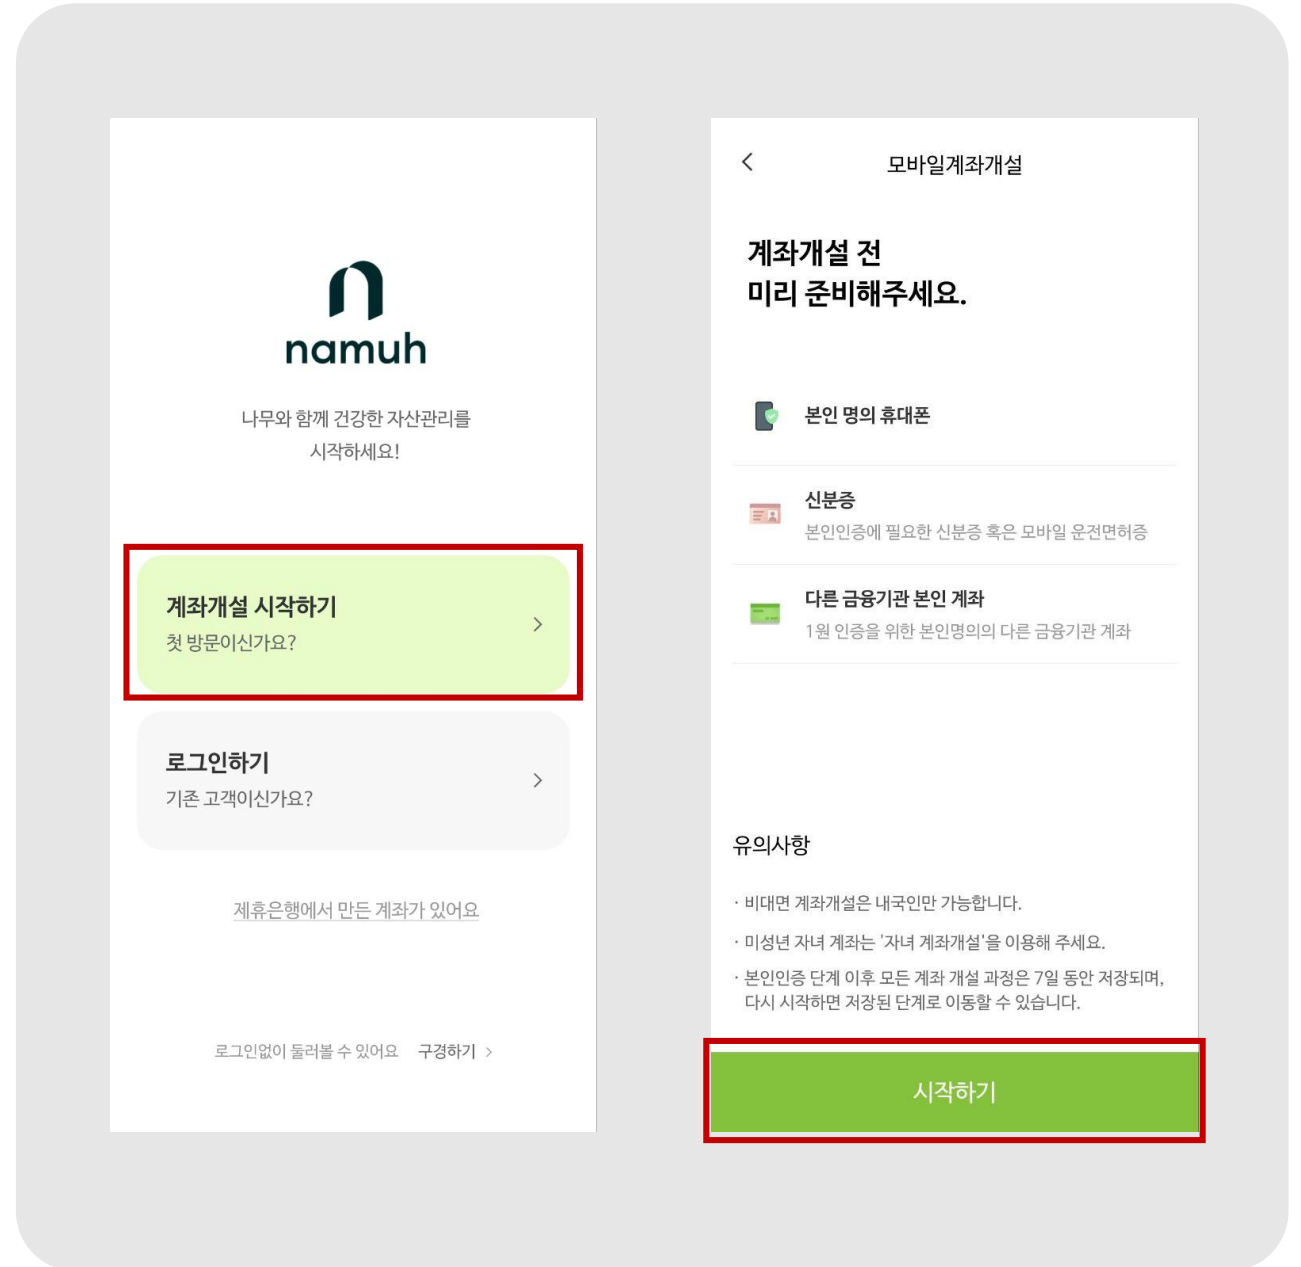 namuh
나무와 함께 건강한 자산관리를
시작하세요!
계좌개설 시작하기
첫 방문이신가요?
로그인하기
기존 고객이신가요?
제휴은행에서 만든 계좌가 있어요
로그인없이 둘러볼 수 있어요 구경하기 >
< 모바일계좌개설
계좌개설 전
미리 준비해주세요.
본인 명의 휴대폰
신분증
본인인증에 필요한 신분증 혹은 모바일 운전면허증
다른 금융기관 본인 계좌
1원 인증을 위한 본인명의의 다른 금융기관 계좌
유의사항
· 비대면 계좌개설은 내국인만 가능합니다.
· 미성년 자녀 계좌는 '자녀 계좌개설'을 이용해 주세요.
· 본인인증 단계 이후 모든 계좌 개설 과정은 7일 동안 저장되며,
다시 시작하면 저장된 단계로 이동할 수 있습니다.
시작하기